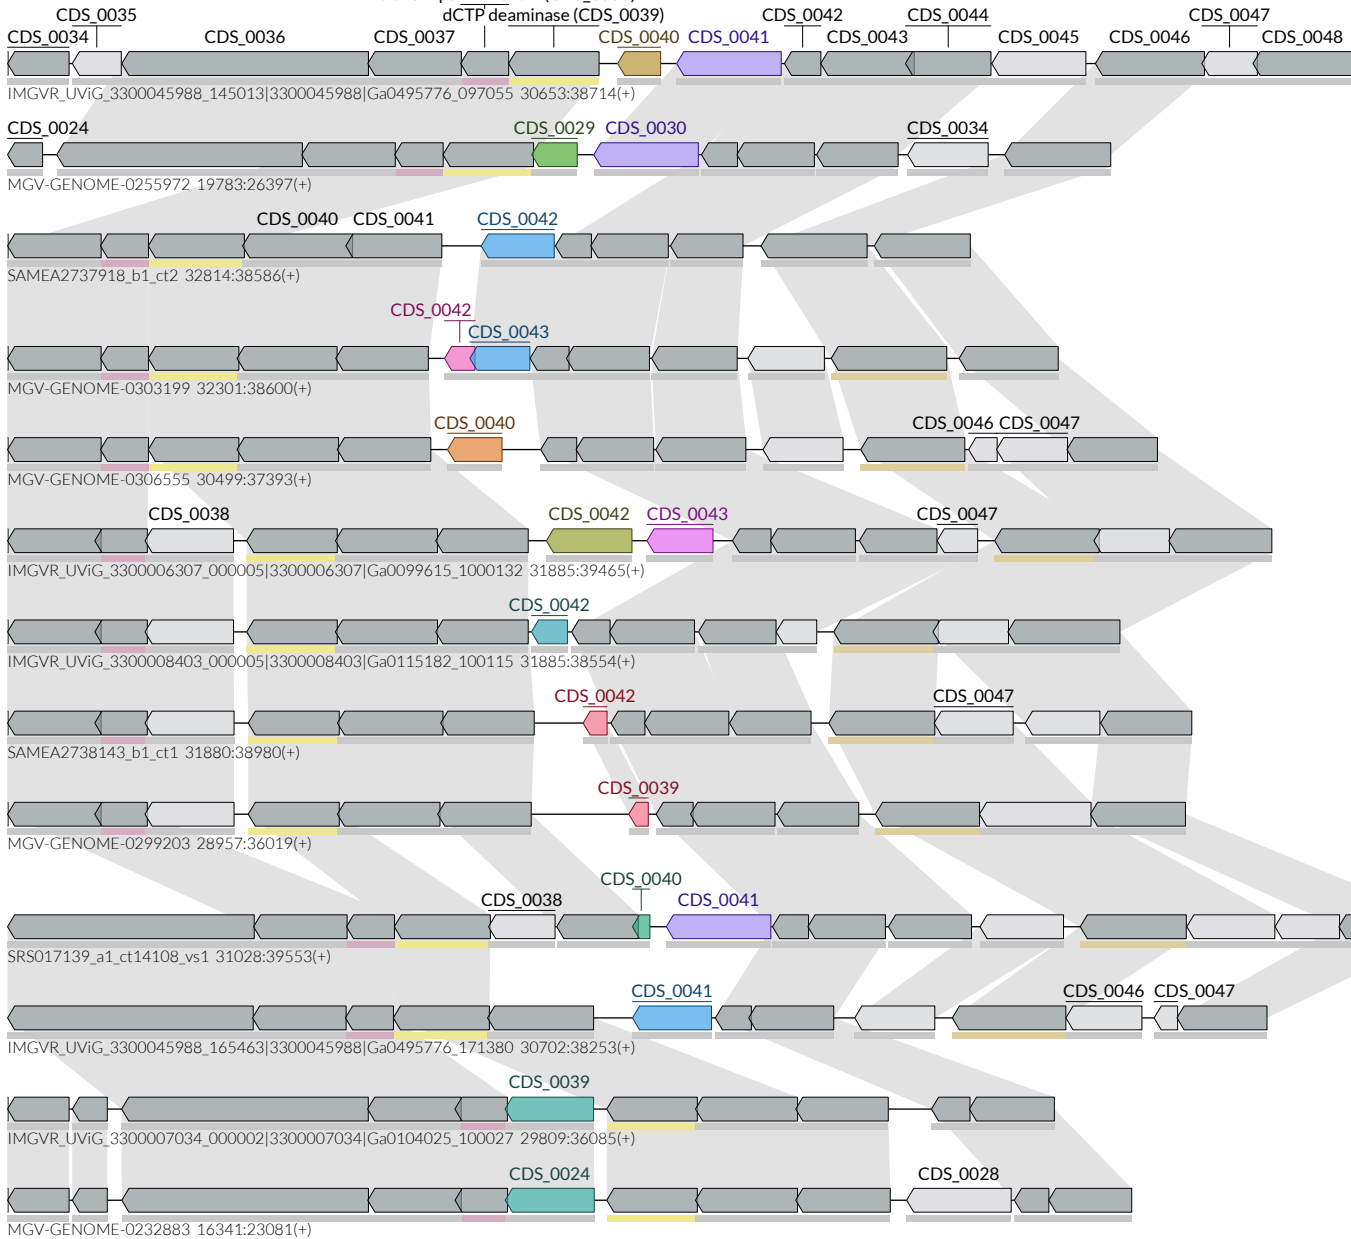 dCTP deaminase (CDS_0039)
CDS_0035 CDS_0042 CDS_0044 CDS_0047
CDS_0034 CDS_0036 CDS_0037 CDS_0040 CDS_0041 CDS_0043 CDS_0045 CDS_0046 CDS_0048
IMGVR_UViG_3300045988_145013|3300045988|Ga0495776_097055 30653:38714(+)
CDS_0024 CDS_0029 CDS_0030 CDS_0034
MGV-GENOME-0255972 19783:26397(+)
CDS_0040 CDS_0041 CDS_0042
SAMEA2737918_b1_ct2 32814:38586(+)
CDS_0042
CDS_0043
MGV-GENOME-0303199 32301:38600(+)
CDS_0040 CDS_0046 CDS_0047
MGV-GENOME-0306555 30499:37393(+)
CDS_0038 CDS_0042 CDS_0043 CDS_0047
IMGVR_UViG_3300006307_000005|3300006307|Ga0099615_1000132 31885:39465(+)
CDS_0042
IMGVR_UViG_3300008403_000005|3300008403|Ga0115182_100115 31885:38554(+)
CDS_0042 CDS_0047
SAMEA2738143_b1_ct1 31880:38980(+)
CDS_0039
MGV-GENOME-0299203 28957:36019(+)
CDS_0040
CDS_0038 CDS_0041
SRS017139_a1_ct14108_vs1 31028:39553(+)
CDS_0041 CDS_0046 CDS_0047
IMGVR_UViG_3300045988_165463|3300045988|Ga0495776_171380 30702:38253(+)
CDS_0039
IMGVR_UViG_3300007034_000002|3300007034|Ga0104025_100027 29809:36085(+)
CDS_0024 CDS_0028
MGV-GENOME-0232883 16341:23081(+)